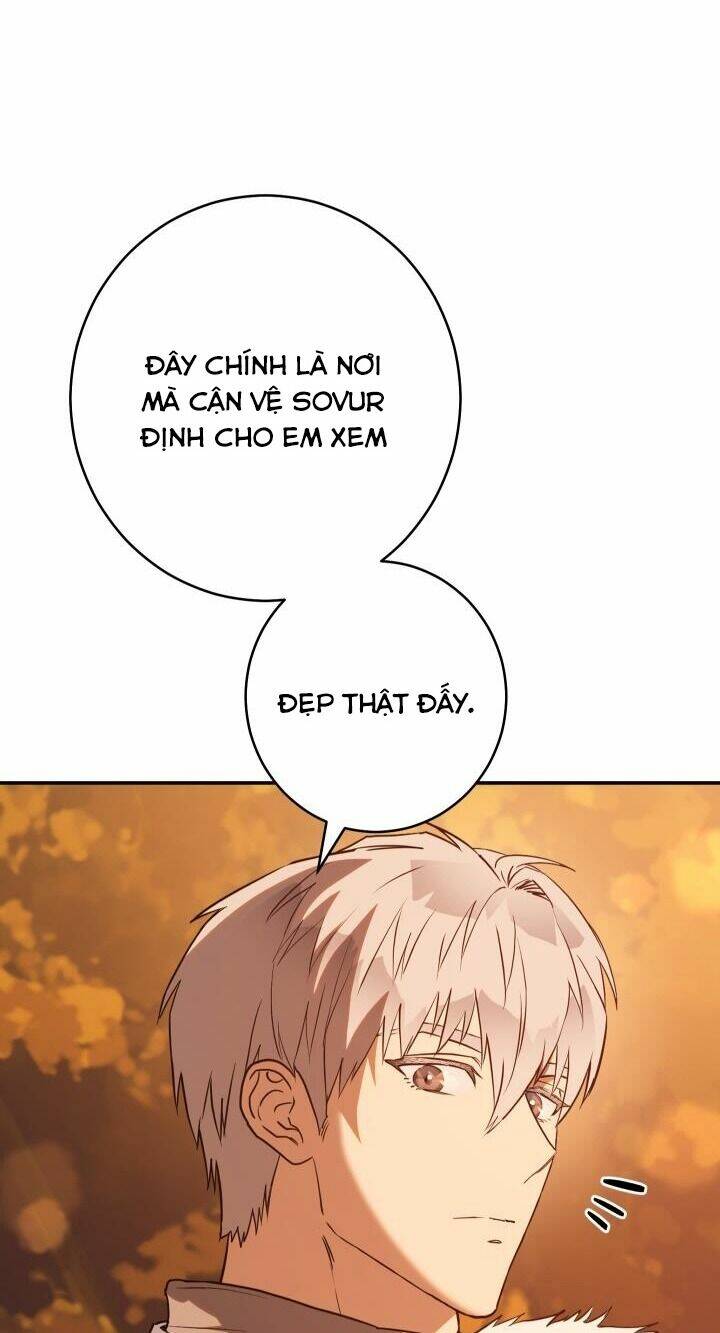 ĐÂY CHÍNH LÀ NƠI
MÀ CẬN VỆ SOVUR
ĐỊNH CHO EM XEM
ĐẸP THẬT ĐẤY.